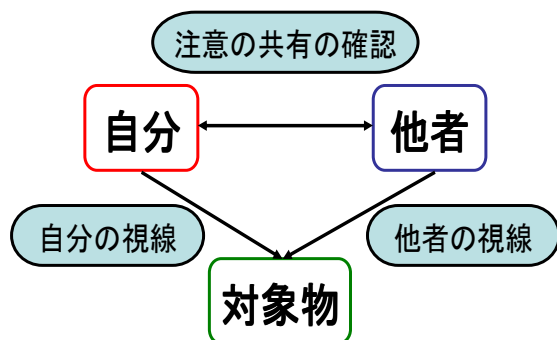 注意の共有の確認
自分
他者
自分の視線
他者の視線
対象物